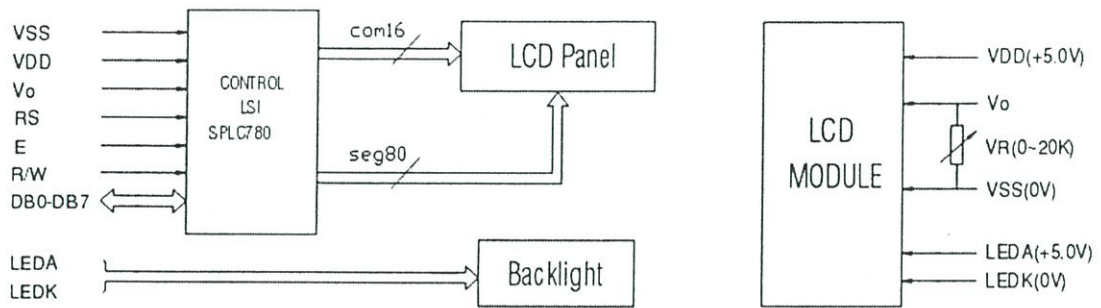 VSS
VDD
Vo
RS
E
R/W
DB0-DB7
CONTROL
LSI
SPLC780
com16
seg80
LCD Panel
LEDA
LEDK
Backlight
LCD
MODULE
VDD(+5.0V)
Vo
VR(0~20K)
VSS(0V)
LEDA(+5.0V)
LEDK(0V)